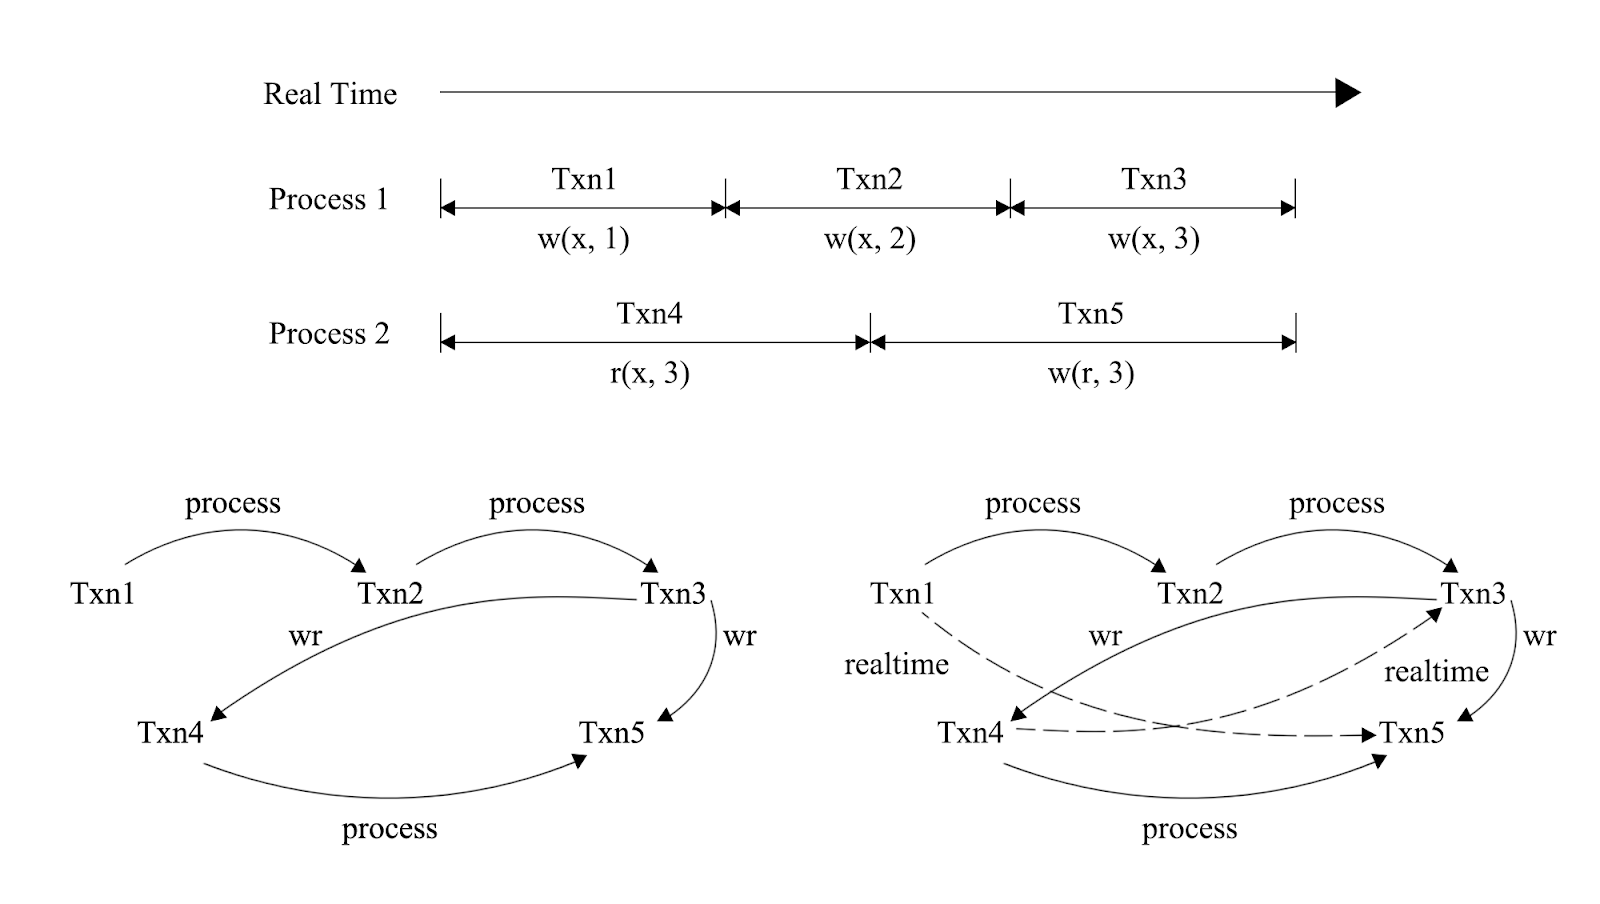 Real Time
Txn1 Txn2 Txn3
Process 1
w(x, 1) w(x, 2) w(x, 3)
Txn4 Txn5
Process 2
r(x, 3) w(r, 3)
process process
Txn1 Txn2 Txn3
wr wr
Txn4 Txn5
process
process process
Txn1 Txn2 Txn3
wr wr
realtime realtime
Txn4 Txn5
process